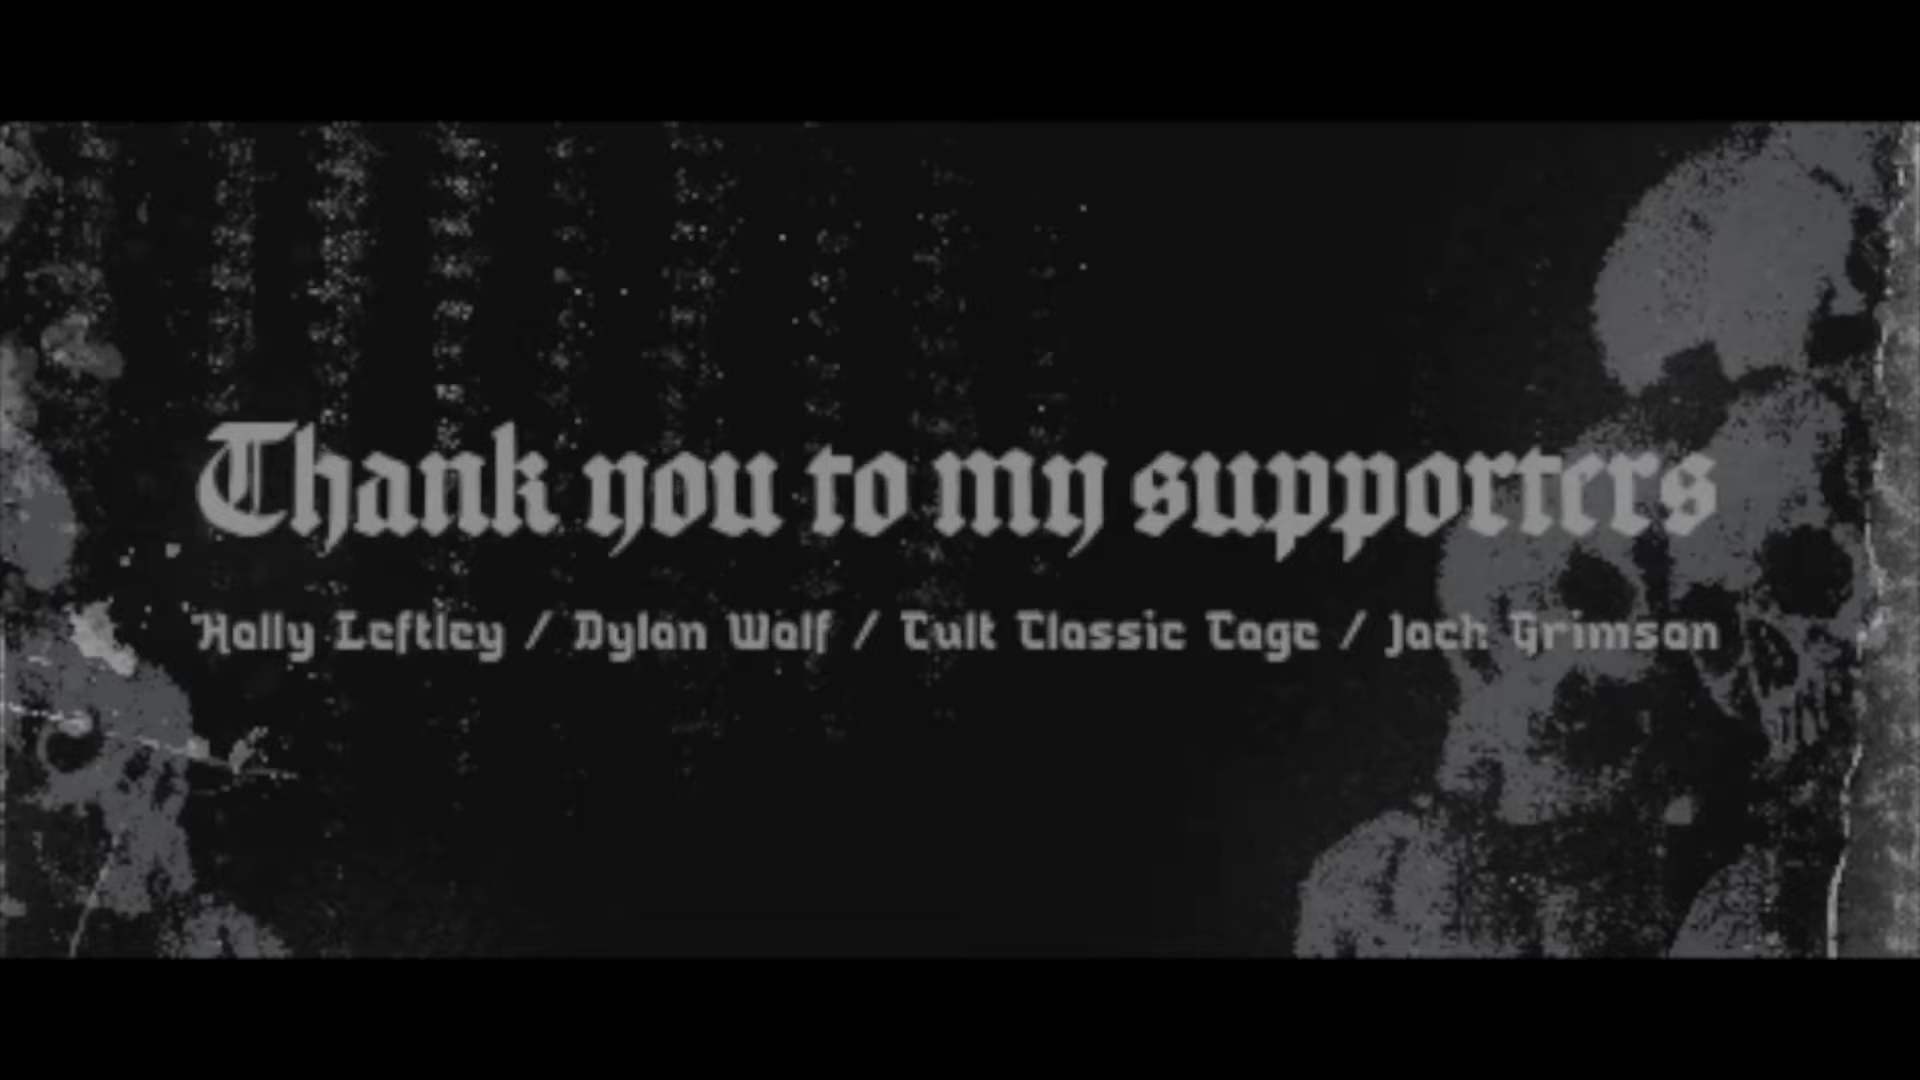 Thank you to my supporters
Holly Leftley / Dylan Wolf / Cult Classic Cage / Jack Grimson